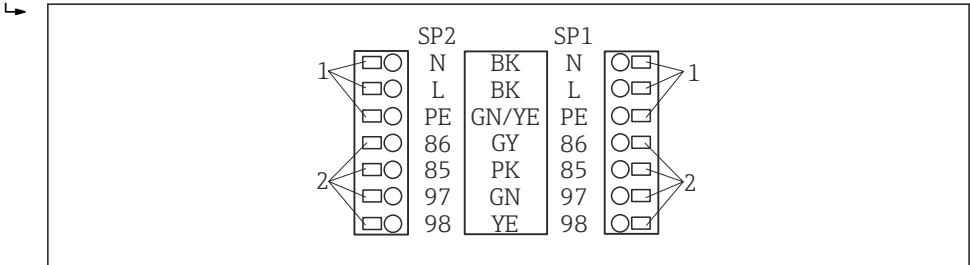 SP2 SP1
1 N BK N 1
L BK L
PE GN/YE PE
86 GY 86
85 PK 85
2 97 GN 97 2
98 YE 98